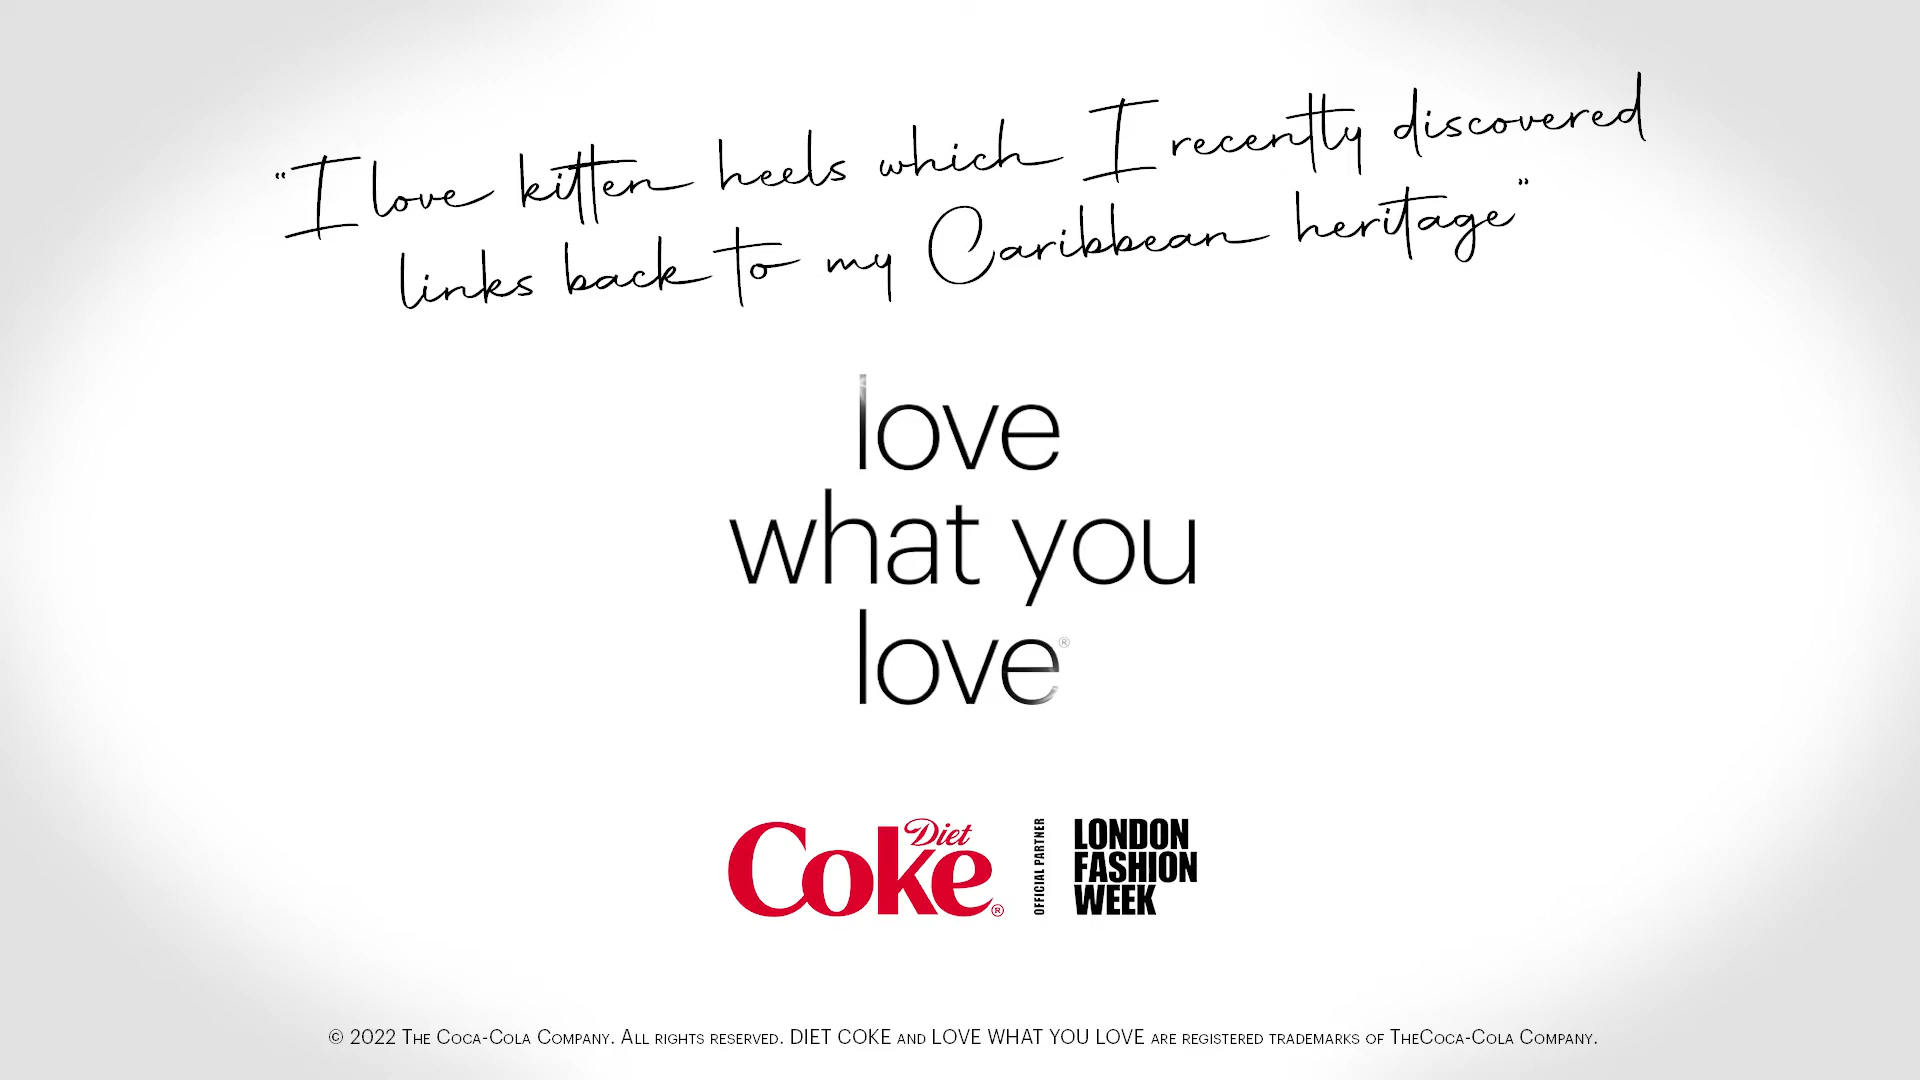 “I love kitten heels which I recently discovered
links back to my Caribbean heritage”
love
what you
love®
Diet
Coke®
OFFICIAL PARTNER
LONDON
FASHION
WEEK
© 2022 The Coca-Cola Company. All rights reserved. DIET COKE and LOVE WHAT YOU LOVE are registered trademarks of TheCoca-Cola Company.